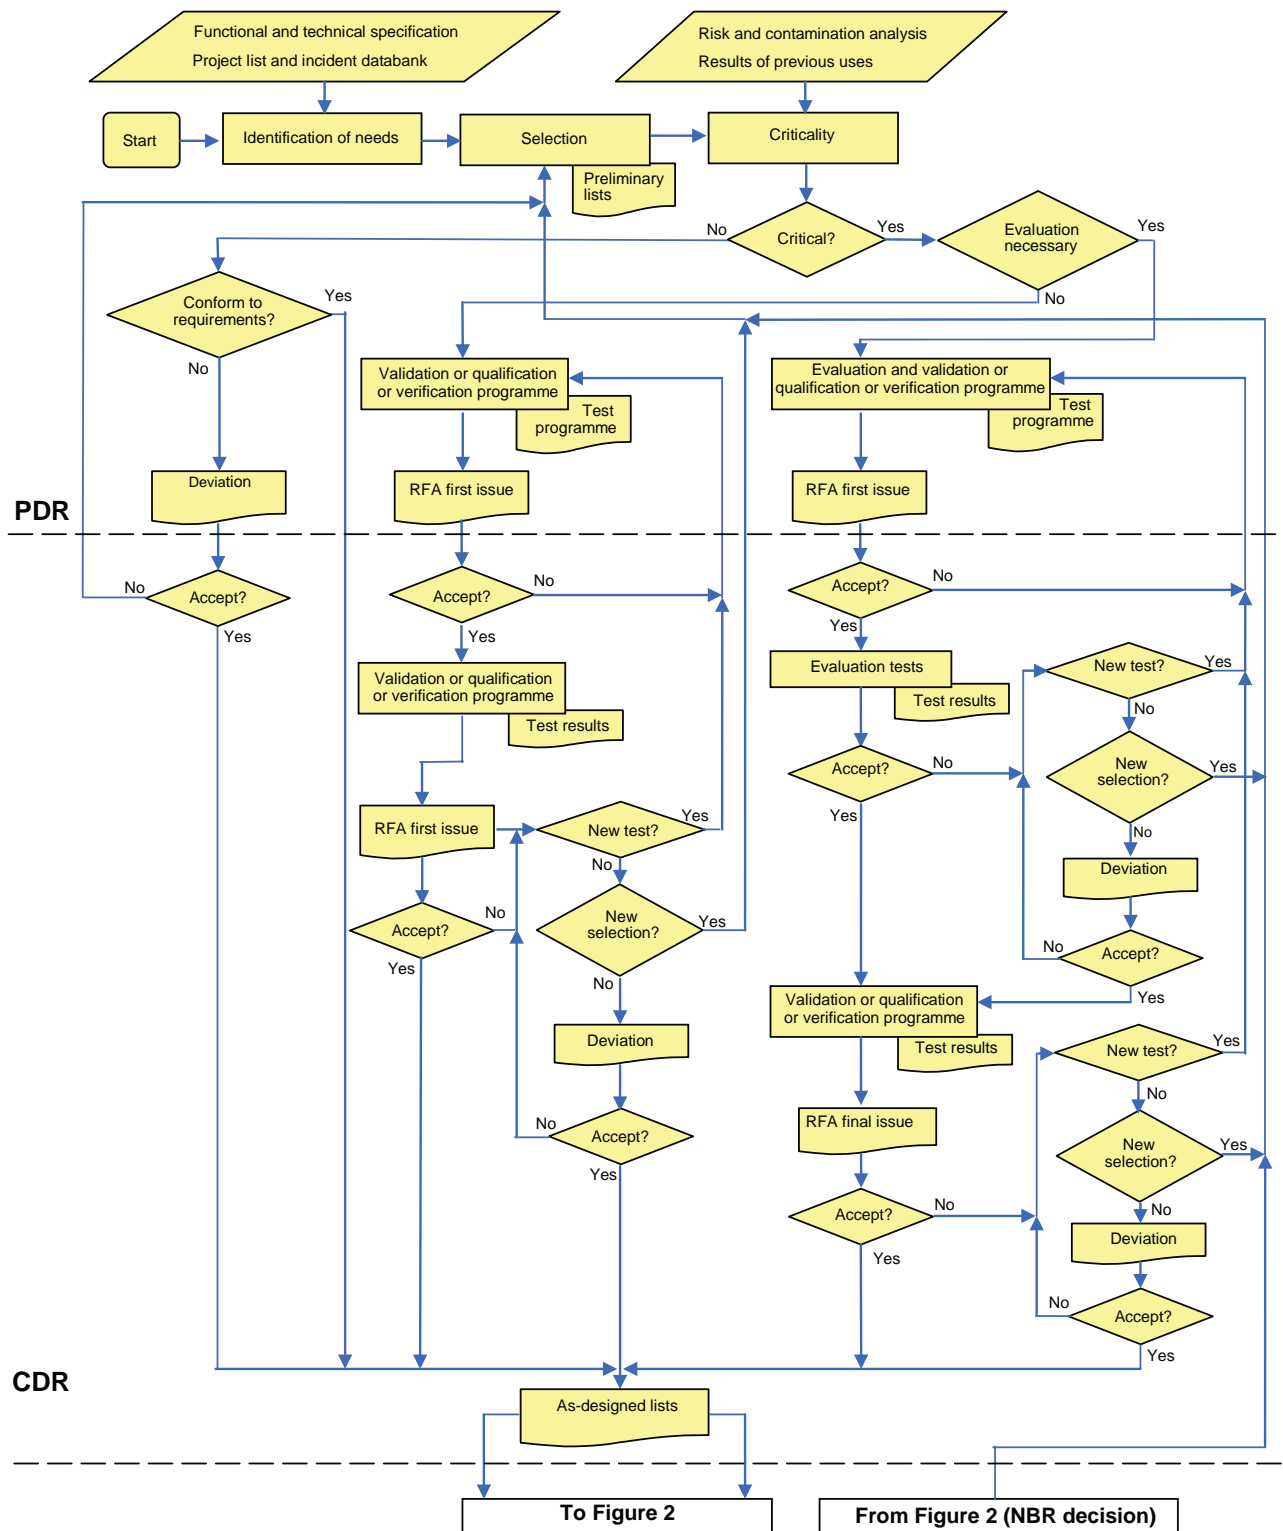 Functional and technical specification
Project list and incident databank
Risk and contamination analysis
Results of previous uses
Start
Identification of needs
Selection
Preliminary
lists
Criticality
No
Critical?
Yes
Evaluation
necessary
Yes
No
Conform to
requirements?
Yes
No
Validation or qualification
or verification programme
Test
programme
Evaluation and validation or
qualification or verification programme
Test
programme
Deviation
RFA first issue
RFA first issue
PDR
No
Accept?
Yes
Accept?
No
Yes
Accept?
No
Yes
Validation or qualification
or verification programme
Test results
Evaluation tests
Test results
New test?
Yes
No
Accept?
No
Yes
New
selection?
Yes
No
RFA first issue
New test?
Yes
No
Deviation
Accept?
No
Yes
New
selection?
Yes
No
No
Accept?
Yes
Validation or qualification
or verification programme
Test results
Deviation
New test?
Yes
No
No
Accept?
Yes
RFA final issue
New
selection?
Yes
No
Accept?
No
Yes
Deviation
No
Accept?
Yes
CDR
As-designed lists
To Figure 2
From Figure 2 (NBR decision)